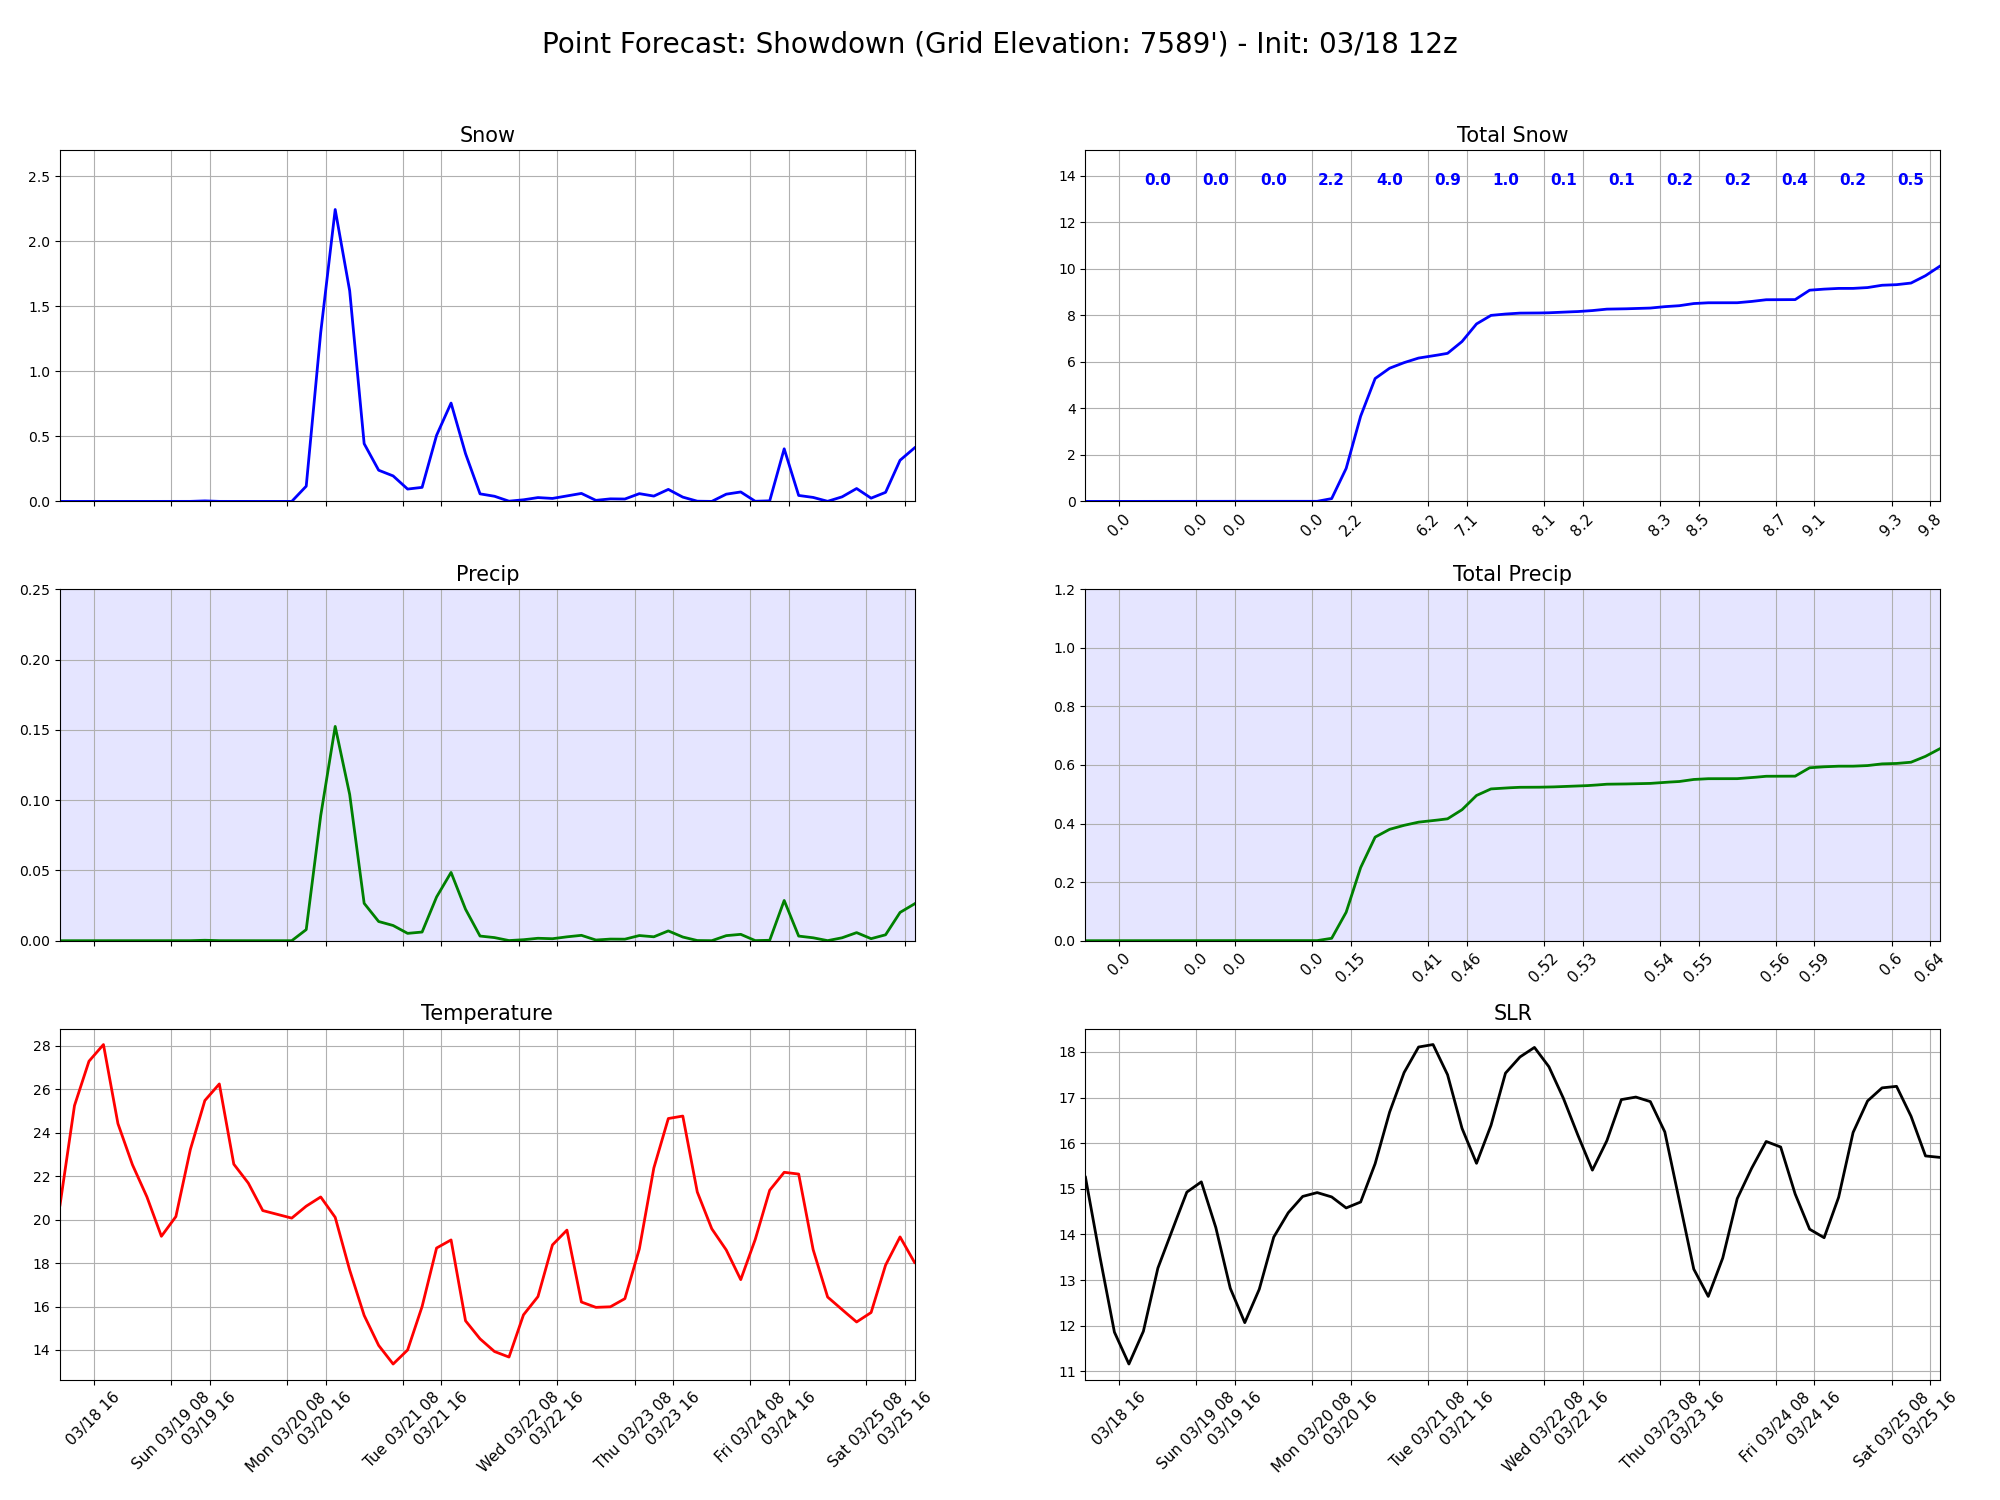 Point Forecast: Showdown (Grid Elevation: 7589') - Init: 03/18 12z
Snow
2.5
2.0
1.5
1.0
0.5
0.0
Total Snow
14
12
10
8
6
4
2
0
0.0 0.0 0.0 2.2 4.0 0.9 1.0 0.1 0.1 0.2 0.2 0.4 0.2 0.5
0.0 0.0 0.0 0.0 2.2 6.2 7.1 8.1 8.2 8.3 8.5 8.7 9.1 9.3 9.8
Precip
0.25
0.20
0.15
0.10
0.05
0.00
Total Precip
1.2
1.0
0.8
0.6
0.4
0.2
0.0
0.0 0.0 0.0 0.0 0.15 0.41 0.46 0.52 0.53 0.54 0.55 0.56 0.59 0.6 0.64
Temperature
28
26
24
22
20
18
16
14
03/18 16
Sun 03/19 08
03/19 16
Mon 03/20 08
03/20 16
Tue 03/21 08
03/21 16
Wed 03/22 08
03/22 16
Thu 03/23 08
03/23 16
Fri 03/24 08
03/24 16
Sat 03/25 08
03/25 16
SLR
18
17
16
15
14
13
12
11
03/18 16
Sun 03/19 08
03/19 16
Mon 03/20 08
03/20 16
Tue 03/21 08
03/21 16
Wed 03/22 08
03/22 16
Thu 03/23 08
03/23 16
Fri 03/24 08
03/24 16
Sat 03/25 08
03/25 16